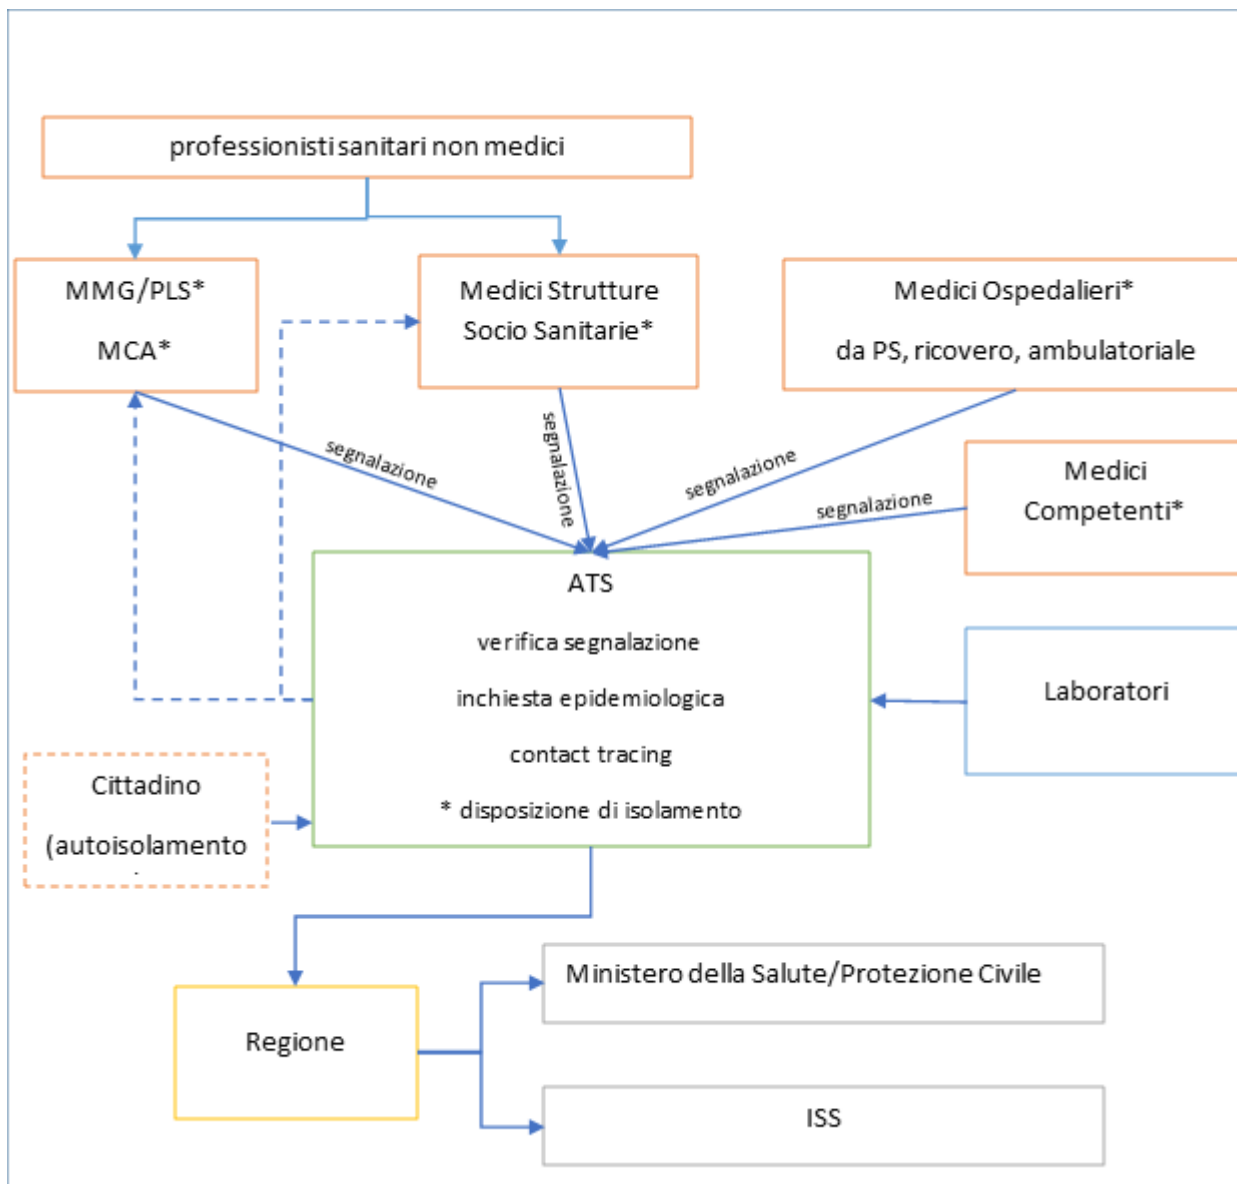 professionisti sanitari non medici
MMG/PLS*
MCA*
Medici Strutture
Socio Sanitarie*
Medici Ospedalieri*
da PS, ricovero, ambulatoriale
segnalazione
segnalazione
segnalazione
segnalazione
Medici
Competenti*
ATS
verifica segnalazione
inchiesta epidemiologica
contact tracing
* disposizione di isolamento
Laboratori
Cittadino
(autoisolamento
Regione
Ministero della Salute/Protezione Civile
ISS